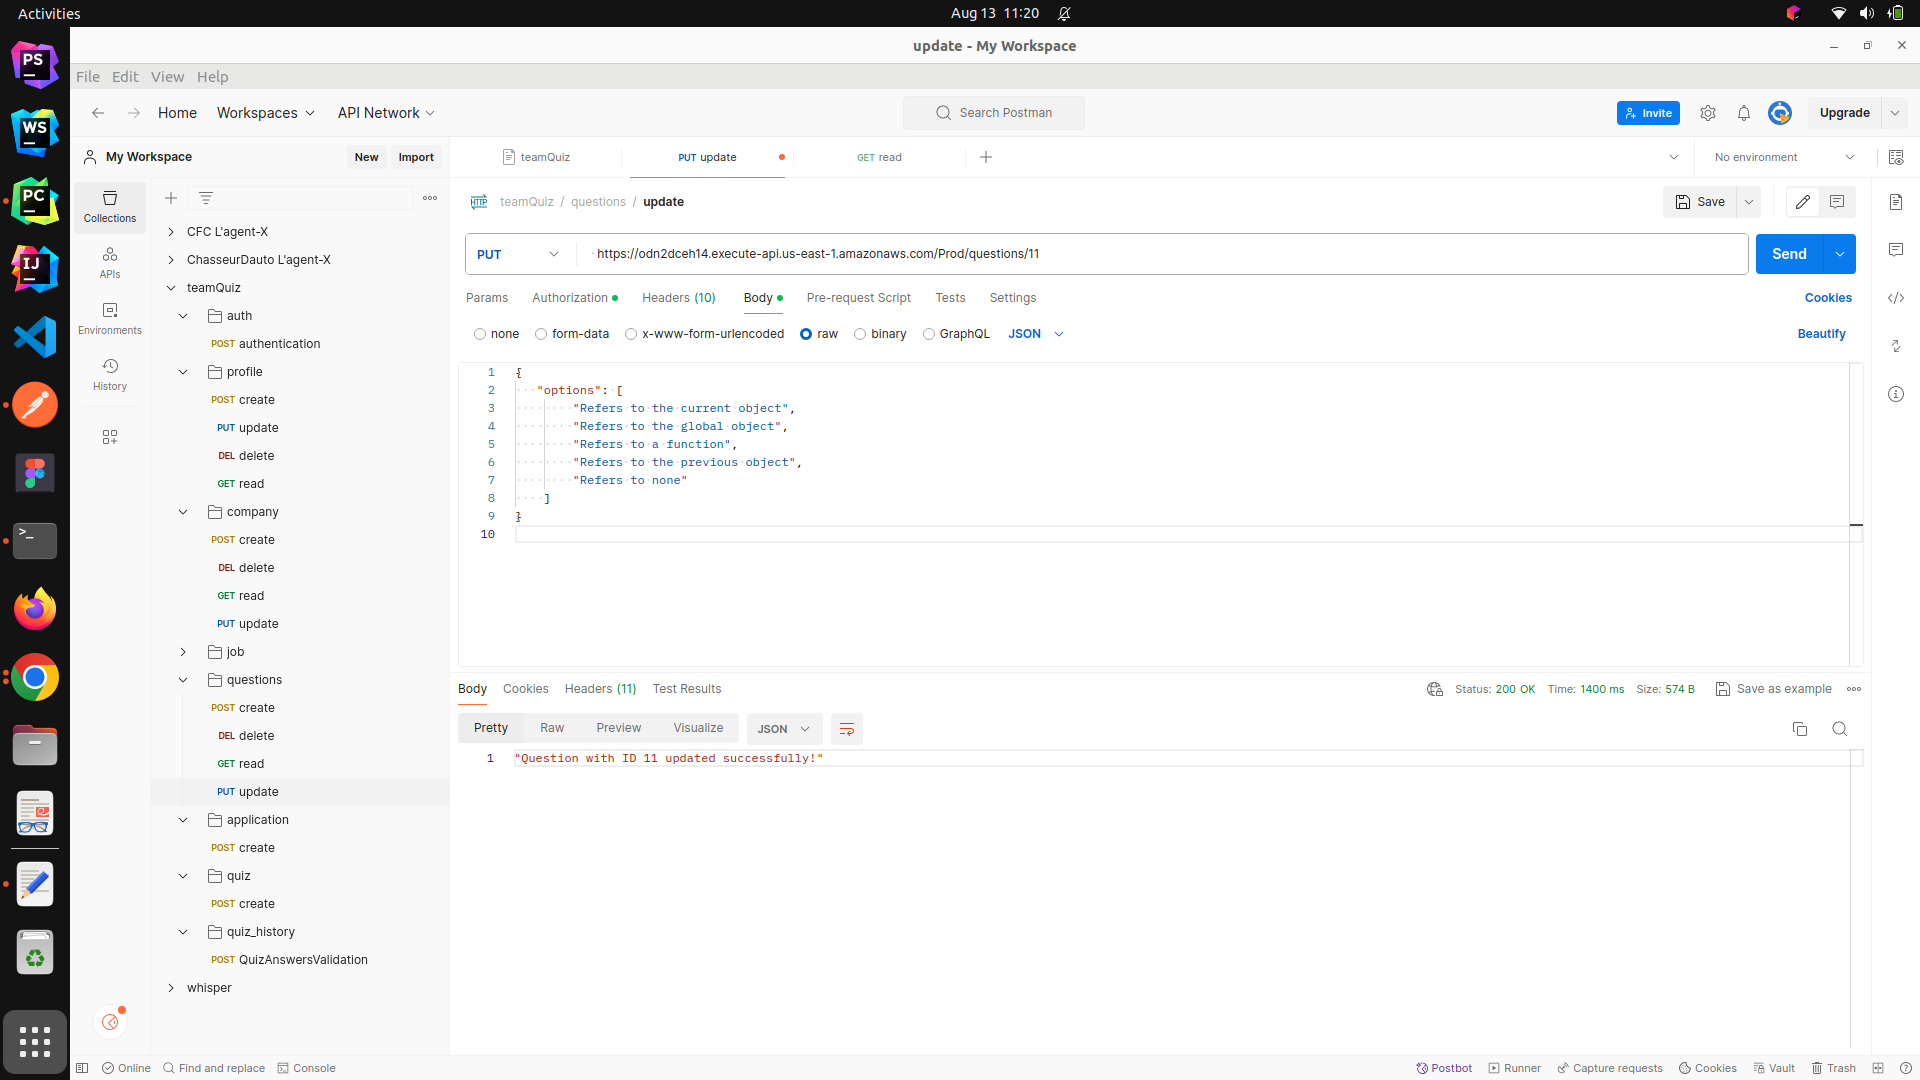 Activities
Aug 13 11:20
update - My Workspace
File Edit View Help
Home Workspaces API Network
Search Postman
Invite
Upgrade
My Workspace
New Import
teamQuiz
PUT update
GET read
No environment
Collections
APIs
Environments
History
CFC L'agent-X
ChasseurDauto L'agent-X
teamQuiz
auth
POST authentication
profile
POST create
PUT update
DEL delete
GET read
company
POST create
DEL delete
GET read
PUT update
job
questions
POST create
DEL delete
GET read
PUT update
application
POST create
quiz
POST create
quiz_history
POST QuizAnswersValidation
whisper
HTTP teamQuiz / questions / update
Save
PUT https://odn2dceh14.execute-api.us-east-1.amazonaws.com/Prod/questions/11
Send
Params Authorization Headers (10) Body Pre-request Script Tests Settings
Cookies
none form-data x-www-form-urlencoded raw binary GraphQL JSON
Beautify
1 {
2 "options": [
3 "Refers to the current object",
4 "Refers to the global object",
5 "Refers to a function",
6 "Refers to the previous object",
7 "Refers to none"
8 ]
9 }
10
Body Cookies Headers (11) Test Results
Status: 200 OK Time: 1400 ms Size: 574 B Save as example
Pretty Raw Preview Visualize JSON
1 "Question with ID 11 updated successfully!"
Online Find and replace Console
Postbot Runner Capture requests Cookies Vault Trash
PS
WS
PC
IJ
>_